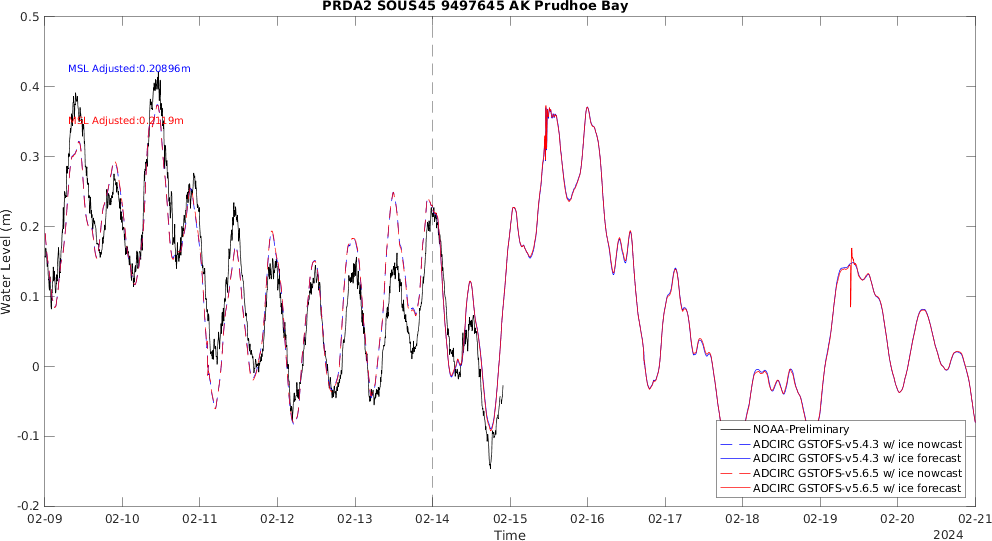 PRDA2 SOUS45 9497645 AK Prudhoe Bay
0.5
0.4
0.3
0.2
0.1
0
-0.1
-0.2
Water Level (m)
MSL Adjusted:0.20896m
MSL Adjusted:0.2119m
NOAA-Preliminary
ADCIRC GSTOFS-v5.4.3 w/ ice nowcast
ADCIRC GSTOFS-v5.4.3 w/ ice forecast
ADCIRC GSTOFS-v5.6.5 w/ ice nowcast
ADCIRC GSTOFS-v5.6.5 w/ ice forecast
02-09 02-10 02-11 02-12 02-13 02-14 02-15 02-16 02-17 02-18 02-19 02-20 02-21
Time
2024